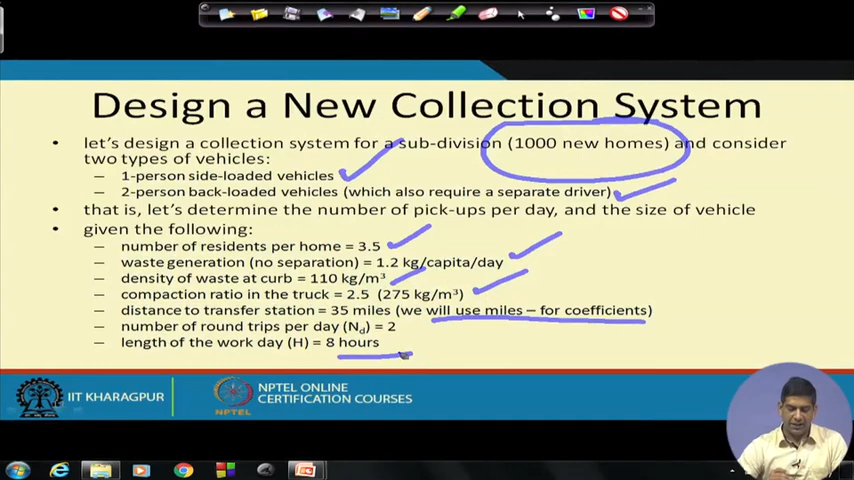 Design a New Collection System
• let's design a collection system for a sub-division (1000 new homes) and consider
two types of vehicles:
– 1-person side-loaded vehicles
– 2-person back-loaded vehicles (which also require a separate driver)
• that is, let's determine the number of pick-ups per day, and the size of vehicle
• given the following:
– number of residents per home = 3.5
– waste generation (no separation) = 1.2 kg/capita/day
– density of waste at curb = 110 kg/m³
– compaction ratio in the truck = 2.5 (275 kg/m³)
– distance to transfer station = 35 miles (we will use miles – for coefficients)
– number of round trips per day (Nd) = 2
– length of the work day (H) = 8 hours
IIT KHARAGPUR
NPTEL
NPTEL ONLINE
CERTIFICATION COURSES